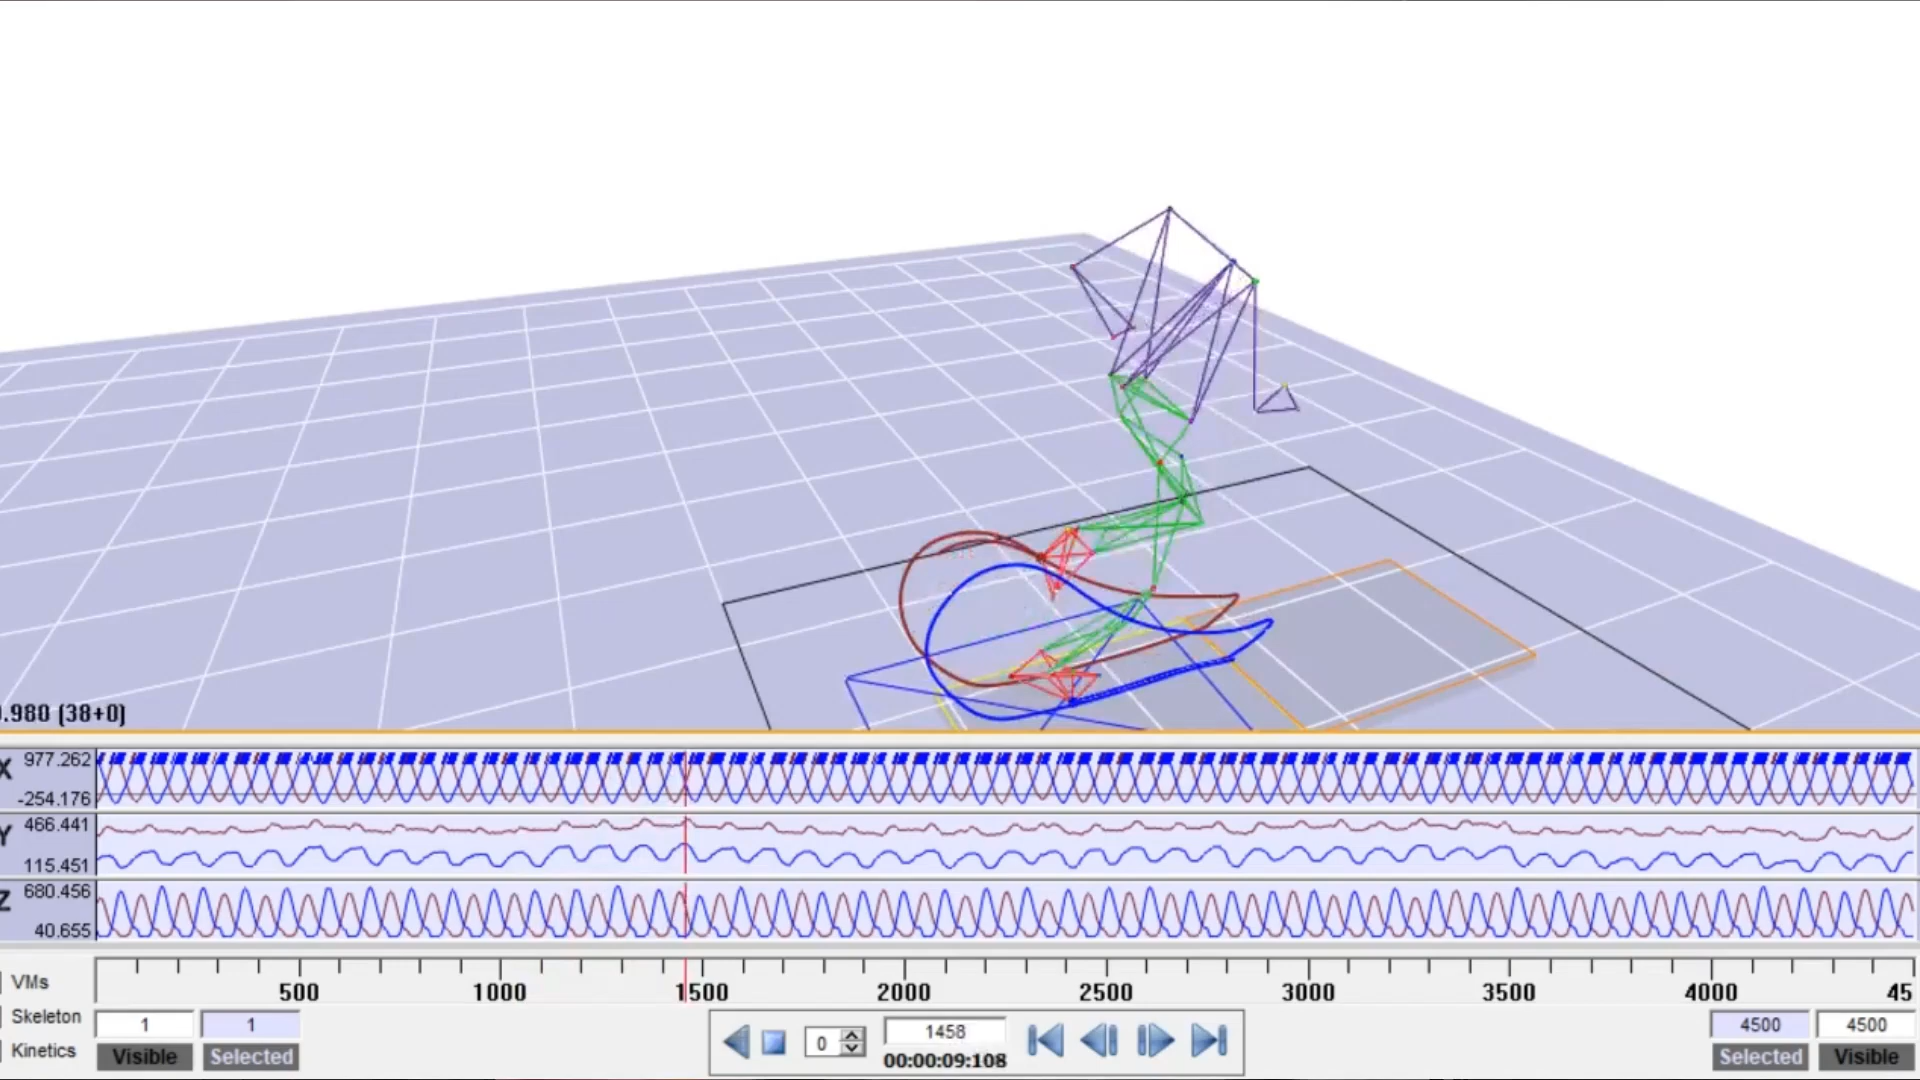 .980 (38+0)
X 977.262
-254.176
Y 466.441
115.451
Z 680.456
40.655
500 1000 1500 2000 2500 3000 3500 4000 45
VMs
Skeleton
Kinetics
1 1
Visible Selected
0 1458
00:00:09:108
4500 4500
Selected Visible